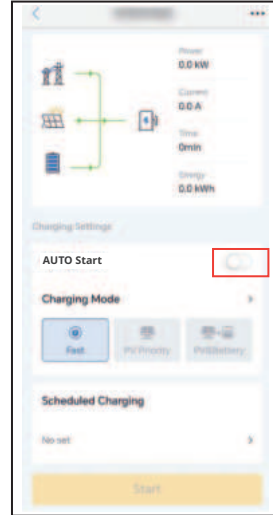 Power
0.0 kW
Current
0.0 A
Time
0min
Energy
0.0 kWh
Charging Settings
AUTO Start
Charging Mode
Fast
PV Priority
PV&Battery
Scheduled Charging
No set
Start